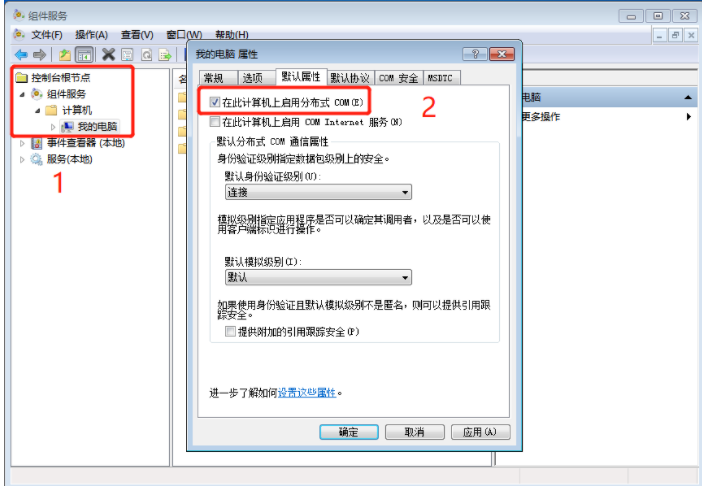 组件服务
文件(F) 操作(A) 查看(V) 窗口(W) 帮助(H)
控制台根节点
组件服务
计算机
我的电脑
事件查看器 (本地)
服务(本地)
1
我的电脑 属性
常规 选项 默认属性 默认协议 COM 安全 MSDTC
在此计算机上启用分布式 COM(E)
2
在此计算机上启用 COM Internet 服务(N)
默认分布式 COM 通信属性
身份验证级别指定数据包级别上的安全。
默认身份验证级别(U):
连接
模拟级别指定应用程序是否可以确定其调用者，以及是否可以使
用客户端标识进行操作。
默认模拟级别(I):
默认
如果使用身份验证且默认模拟级别不是匿名，则可以提供引用跟
踪安全。
提供附加的引用跟踪安全(P)
进一步了解如何设置这些属性。
确定 取消 应用(A)
电脑
更多操作